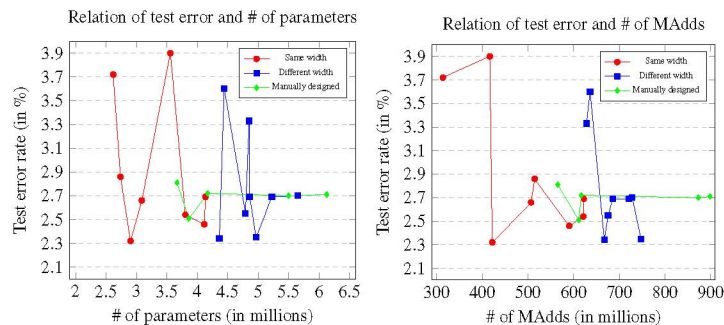 Relation of test error and # of parameters
3.9
3.7
3.5
3.3
3.1
2.9
2.7
2.5
2.3
2.1
Test error rate (in %)
Same width
Different width
Manually designed
2 2.5 3 3.5 4 4.5 5 5.5 6 6.5
# of parameters (in millions)
Relation of test error and # of MAdds
3.9
3.7
3.5
3.3
3.1
2.9
2.7
2.5
2.3
2.1
Test error rate (in %)
Same width
Different width
Manually designed
300 400 500 600 700 800 900
# of MAdds (in millions)